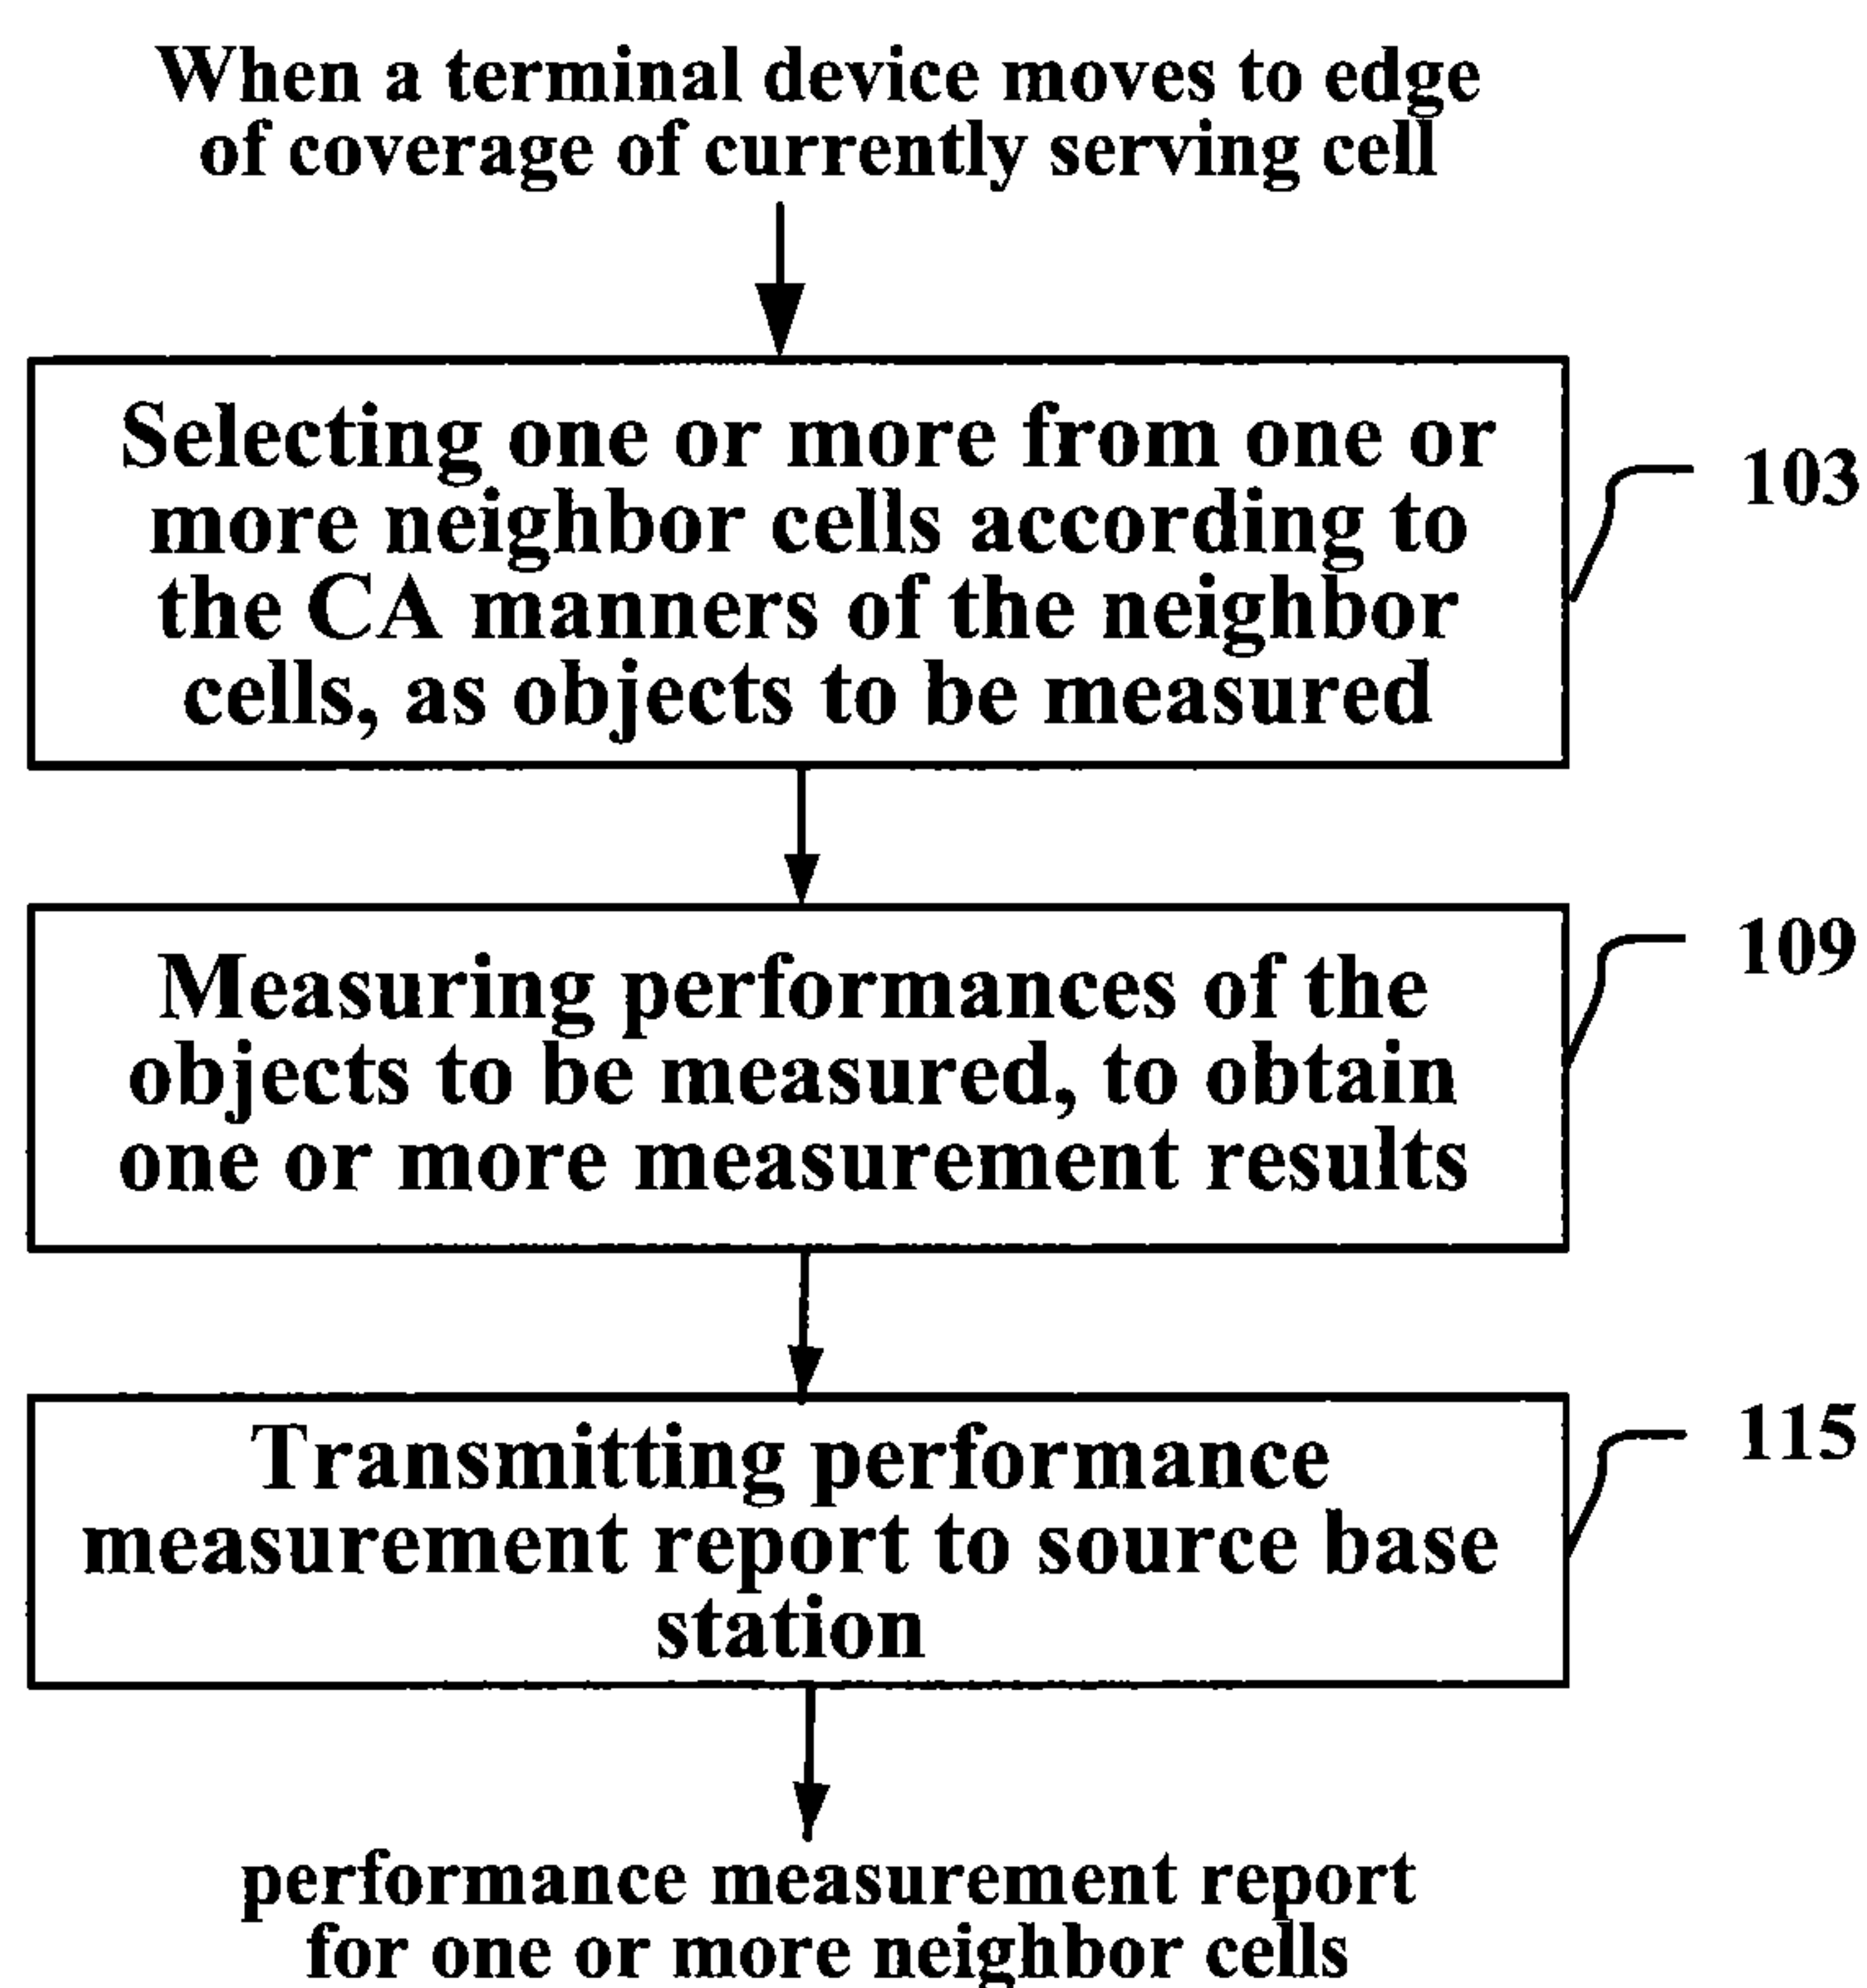 When a terminal device moves to edge
of coverage of currently serving cell
Selecting one or more from one or
more neighbor cells according to
the CA manners of the neighbor
cells, as objects to be measured
103
Measuring performances of the
objects to be measured, to obtain
one or more measurement results
109
Transmitting performance
measurement report to source base
station
115
performance measurement report
for one or more neighbor cells